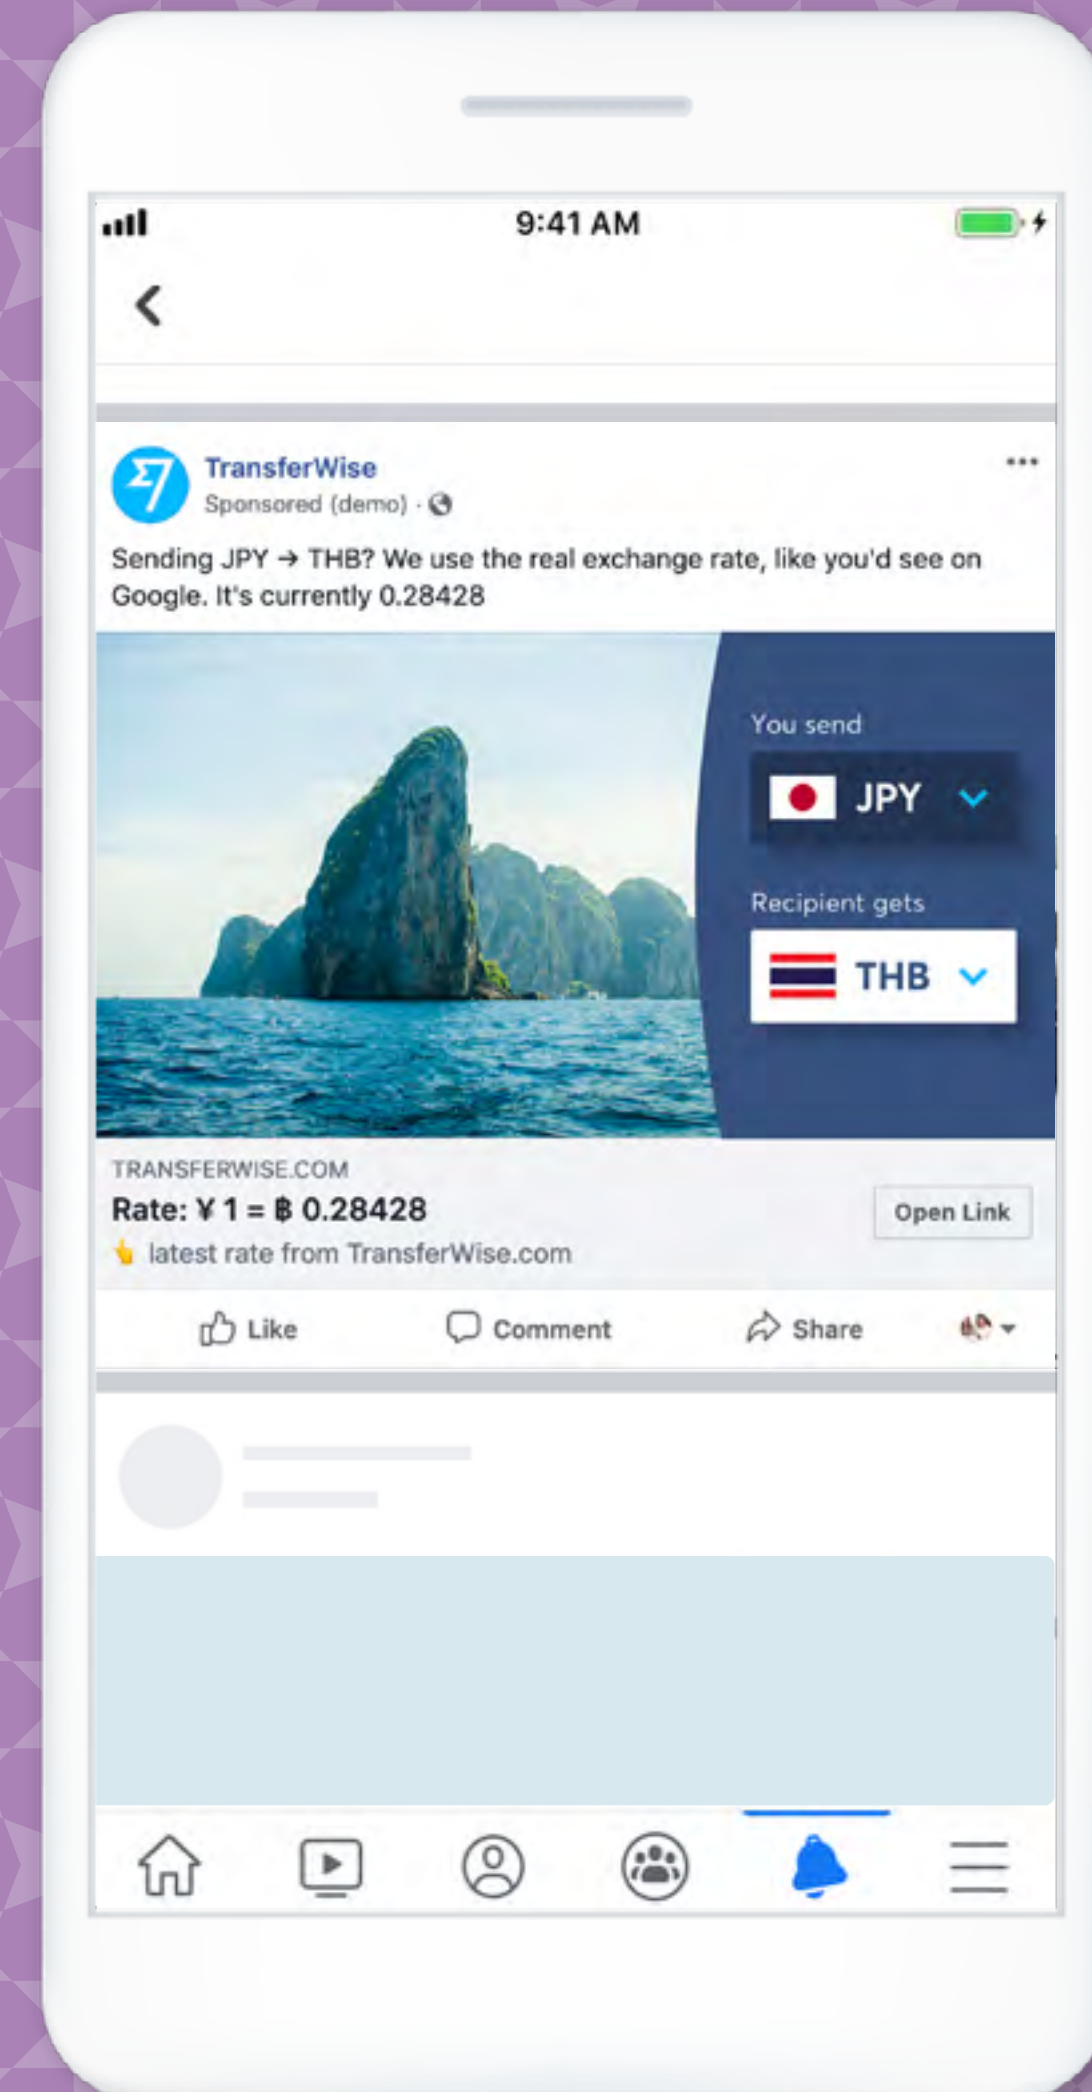 9:41 AM
TransferWise
Sponsored (demo) ·
Sending JPY → THB? We use the real exchange rate, like you'd see on
Google. It's currently 0.28428
You send
JPY
Recipient gets
THB
TRANSFERWISE.COM
Rate: ¥ 1 = ฿ 0.28428
Open Link
👆 latest rate from TransferWise.com
Like
Comment
Share